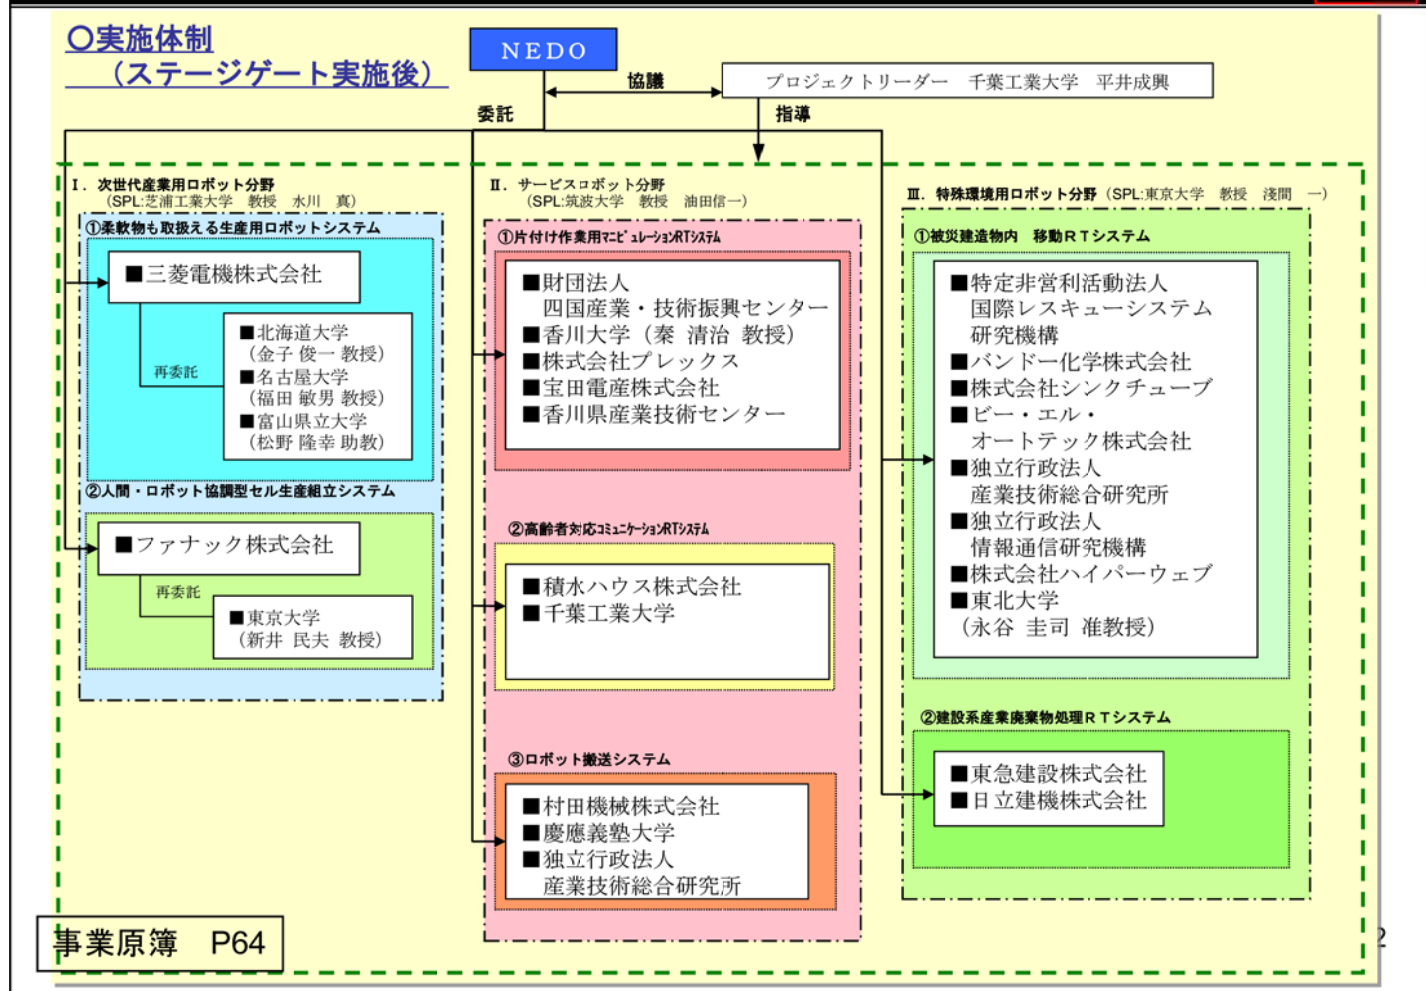 〇実施体制
（ステージゲート実施後）
NEDO
協議
プロジェクトリーダー　千葉工業大学　平井成興
委託
指導
Ⅰ．次世代産業用ロボット分野
（SPL:芝浦工業大学　教授　水川　真）
①柔軟物も取扱える生産用ロボットシステム
■三菱電機株式会社
再委託
■北海道大学
（金子 俊一 教授）
■名古屋大学
（福田 敏男 教授）
■富山県立大学
（松野 隆幸 助教）
②人間・ロボット協調型セル生産組立システム
■ファナック株式会社
再委託
■東京大学
（新井 民夫 教授）
Ⅱ．サービスロボット分野
（SPL:筑波大学　教授　油田信一）
①片付け作業用ﾏﾆﾋﾟｭﾚｰｼｮﾝRTｼｽﾃﾑ
■財団法人
四国産業・技術振興センター
■香川大学（秦 清治 教授）
■株式会社プレックス
■宝田電産株式会社
■香川県産業技術センター
②高齢者対応ｺﾐｭﾆｹｰｼｮﾝRTｼｽﾃﾑ
■積水ハウス株式会社
■千葉工業大学
③ロボット搬送システム
■村田機械株式会社
■慶應義塾大学
■独立行政法人
産業技術総合研究所
Ⅲ．特殊環境用ロボット分野（SPL:東京大学　教授　淺間　一）
①被災建造物内　移動ＲＴシステム
■特定非営利活動法人
国際レスキューシステム
研究機構
■バンドー化学株式会社
■株式会社シンクチューブ
■ビー・エル・
オートテック株式会社
■独立行政法人
産業技術総合研究所
■独立行政法人
情報通信研究機構
■株式会社ハイパーウェブ
■東北大学
（永谷 圭司 准教授）
②建設系産業廃棄物処理ＲＴシステム
■東急建設株式会社
■日立建機株式会社
事業原簿　P64
2